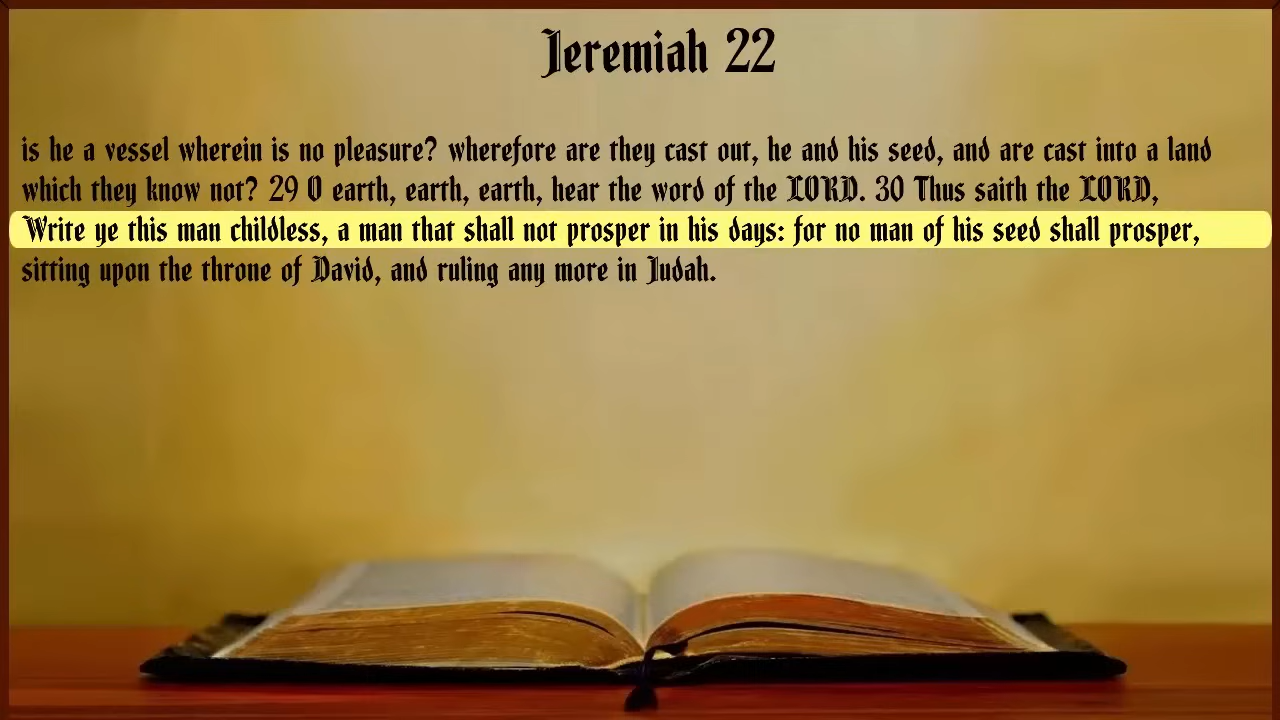 Jeremiah 22
is he a vessel wherein is no pleasure? wherefore are they cast out, he and his seed, and are cast into a land
which they know not? 29 O earth, earth, earth, hear the word of the LORD. 30 Thus saith the LORD,
Write ye this man childless, a man that shall not prosper in his days: for no man of his seed shall prosper,
sitting upon the throne of David, and ruling any more in Judah.